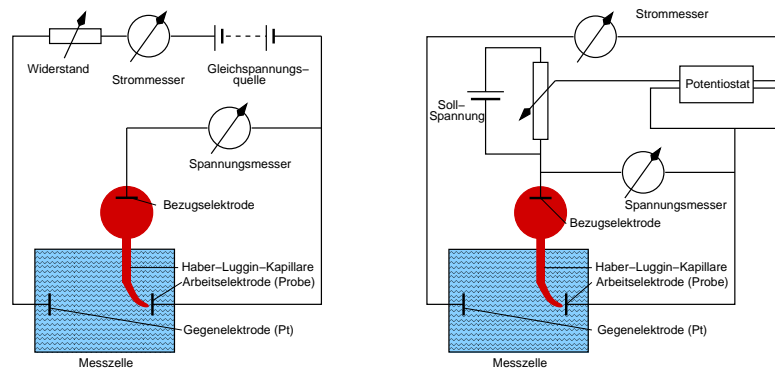 Widerstand
Strommesser
Gleichspannungs–
quelle
Spannungsmesser
Bezugselektrode
Haber–Luggin–Kapillare
Arbeitselektrode (Probe)
Gegenelektrode (Pt)
Messzelle
Strommesser
Soll–
Spannung
Potentiostat
Spannungsmesser
Bezugselektrode
Haber–Luggin–Kapillare
Arbeitselektrode (Probe)
Gegenelektrode (Pt)
Messzelle